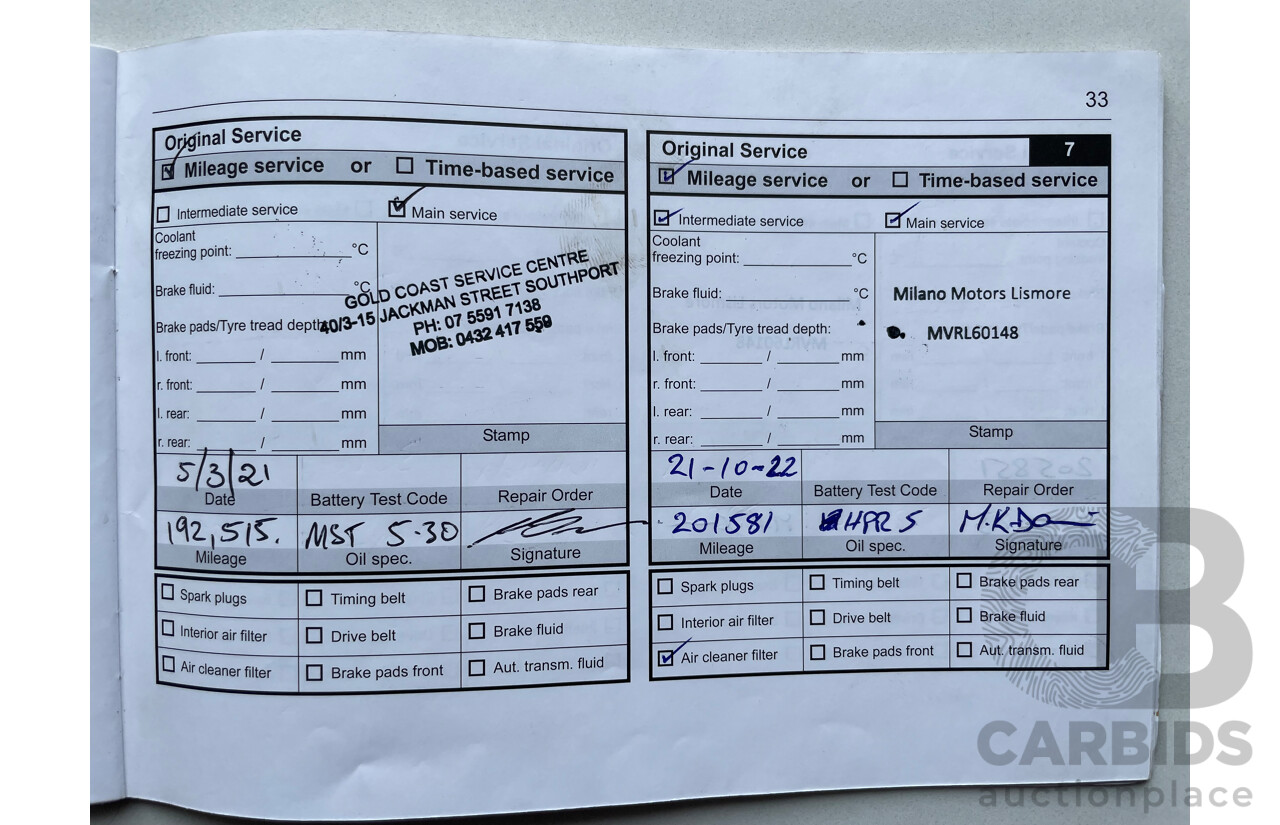 33
Original Service
Mileage service or Time-based service
Intermediate service Main service
Coolant
freezing point: °C
Brake fluid: °C
Brake pads/Tyre tread depth:
l. front: / mm
r. front: / mm
l. rear: / mm
r. rear: / mm
GOLD COAST SERVICE CENTRE
40/3-15 JACKMAN STREET SOUTHPORT
PH: 07 5591 7138
MOB: 0432 417 559
Stamp
5/3/21
Date Battery Test Code Repair Order
192,515. MST 5-30
Mileage Oil spec. Signature
Spark plugs Timing belt Brake pads rear
Interior air filter Drive belt Brake fluid
Air cleaner filter Brake pads front Aut. transm. fluid
Original Service 7
Mileage service or Time-based service
Intermediate service Main service
Coolant
freezing point: °C
Brake fluid: °C
Brake pads/Tyre tread depth:
l. front: / mm
r. front: / mm
l. rear: / mm
r. rear: / mm
Milano Motors Lismore
MVRL60148
Stamp
21-10-22
Date Battery Test Code Repair Order
201581 HPR 5
Mileage Oil spec. Signature
Spark plugs Timing belt Brake pads rear
Interior air filter Drive belt Brake fluid
Air cleaner filter Brake pads front Aut. transm. fluid
CARBIDS
auctionplace